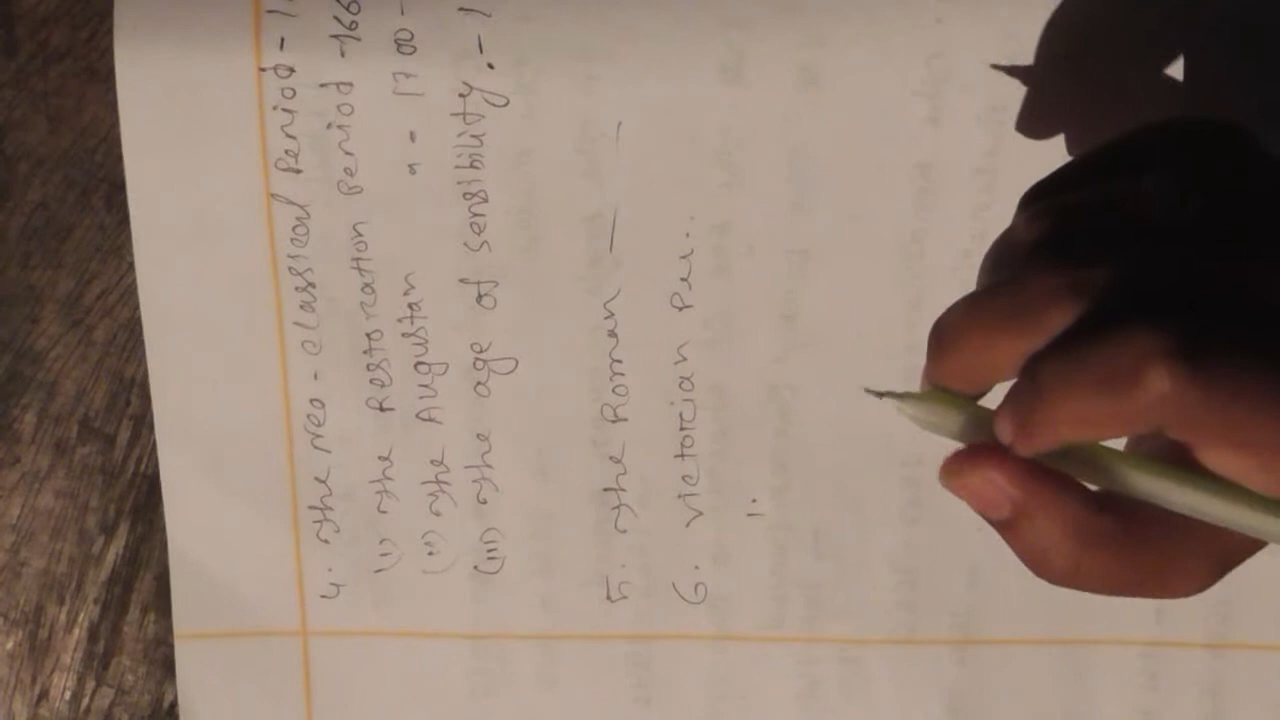 4. The Neo-classical Period - 1
(i) The Restoration Period - 166
(ii) The Augustan " - 1700 -
(iii) The age of sensibility. - 1
5. The Roman — —
6. victorian Per..
1.